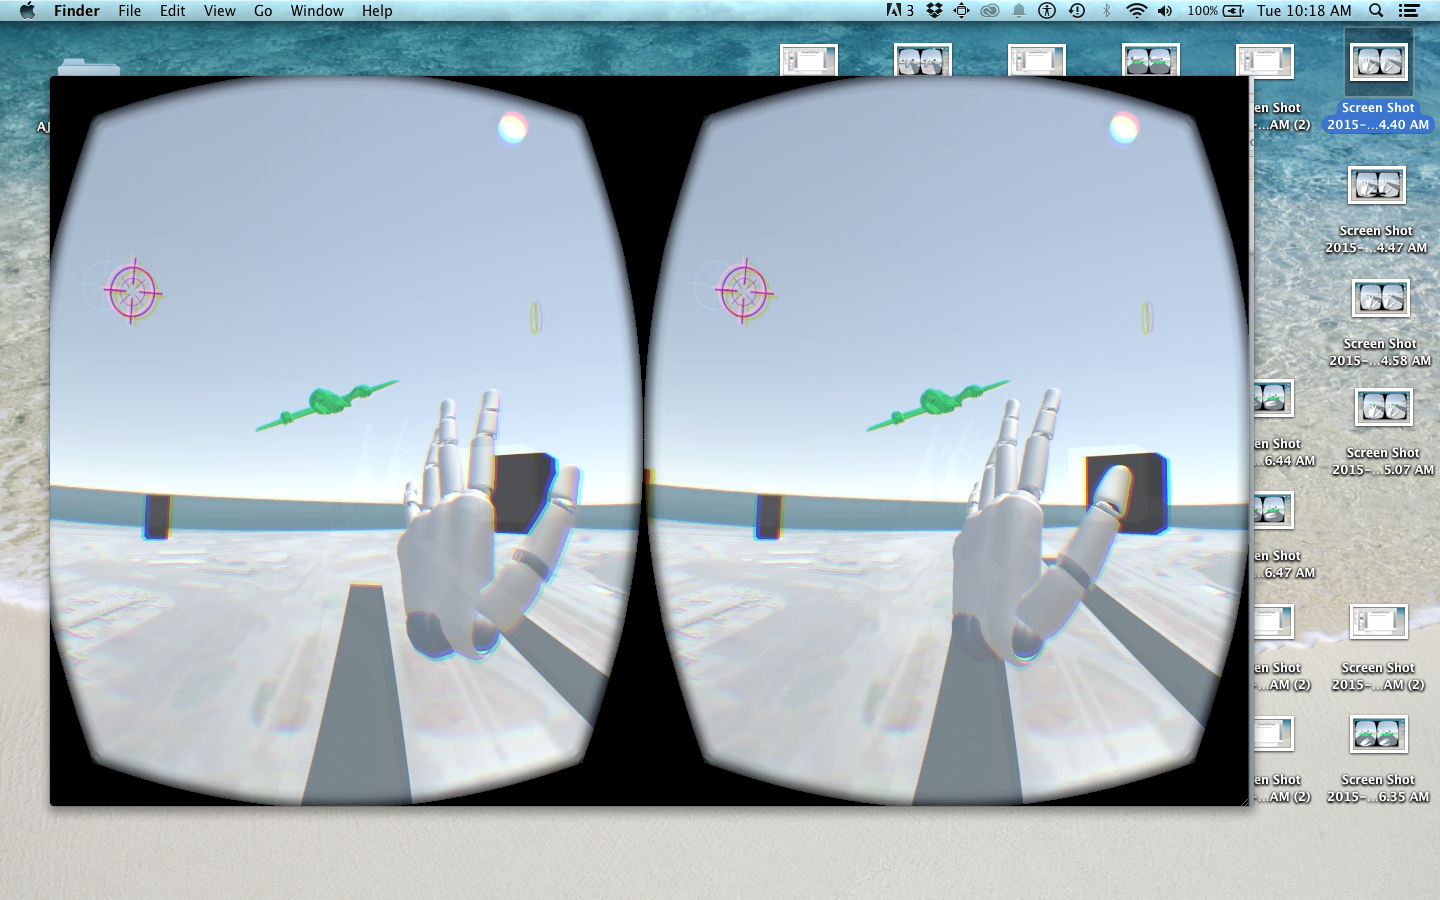 Finder File Edit View Go Window Help 3 100% Tue 10:18 AM
AJ
en Shot
-...AM (2)
Screen Shot
2015-...4.40 AM
Screen Shot
2015-...4.47 AM
Screen Shot
2015-...4.58 AM
en Shot
...6.44 AM
Screen Shot
2015-...5.07 AM
en Shot
...6.47 AM
en Shot
-...AM (2)
Screen Shot
2015-...AM (2)
en Shot
-...AM (2)
Screen Shot
2015-...6.35 AM